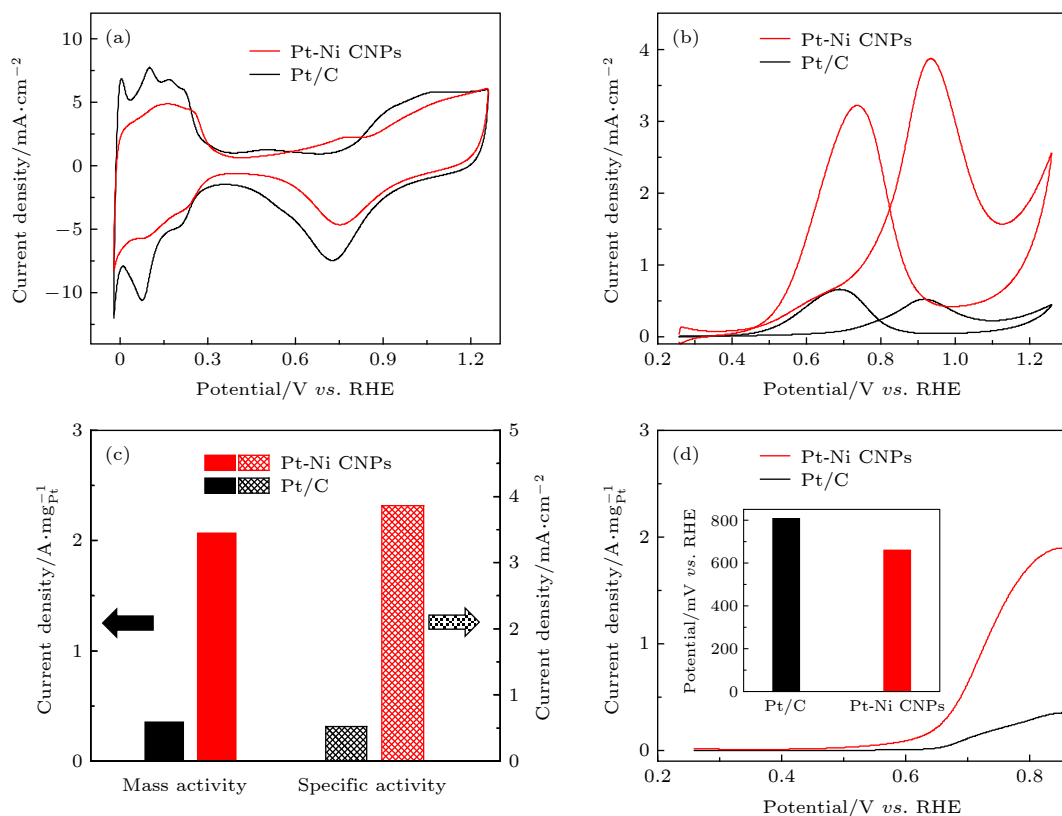 (a)
Pt-Ni CNPs
Pt/C
10
5
0
−5
−10
Current density/mA·cm−2
0
0.3
0.6
0.9
1.2
Potential/V vs. RHE
(b)
Pt-Ni CNPs
Pt/C
4
3
2
1
0
Current density/mA·cm−2
0.2
0.4
0.6
0.8
1.0
1.2
Potential/V vs. RHE
(c)
Pt-Ni CNPs
Pt/C
3
2
1
0
Current density/A·mg−1Pt
5
4
3
2
1
0
Current density/mA·cm−2
Mass activity
Specific activity
(d)
Pt-Ni CNPs
Pt/C
3
2
1
0
Current density/A·mg−1Pt
800
600
400
200
0
Potential/mV vs. RHE
Pt/C
Pt-Ni CNPs
0.2
0.4
0.6
0.8
Potential/V vs. RHE